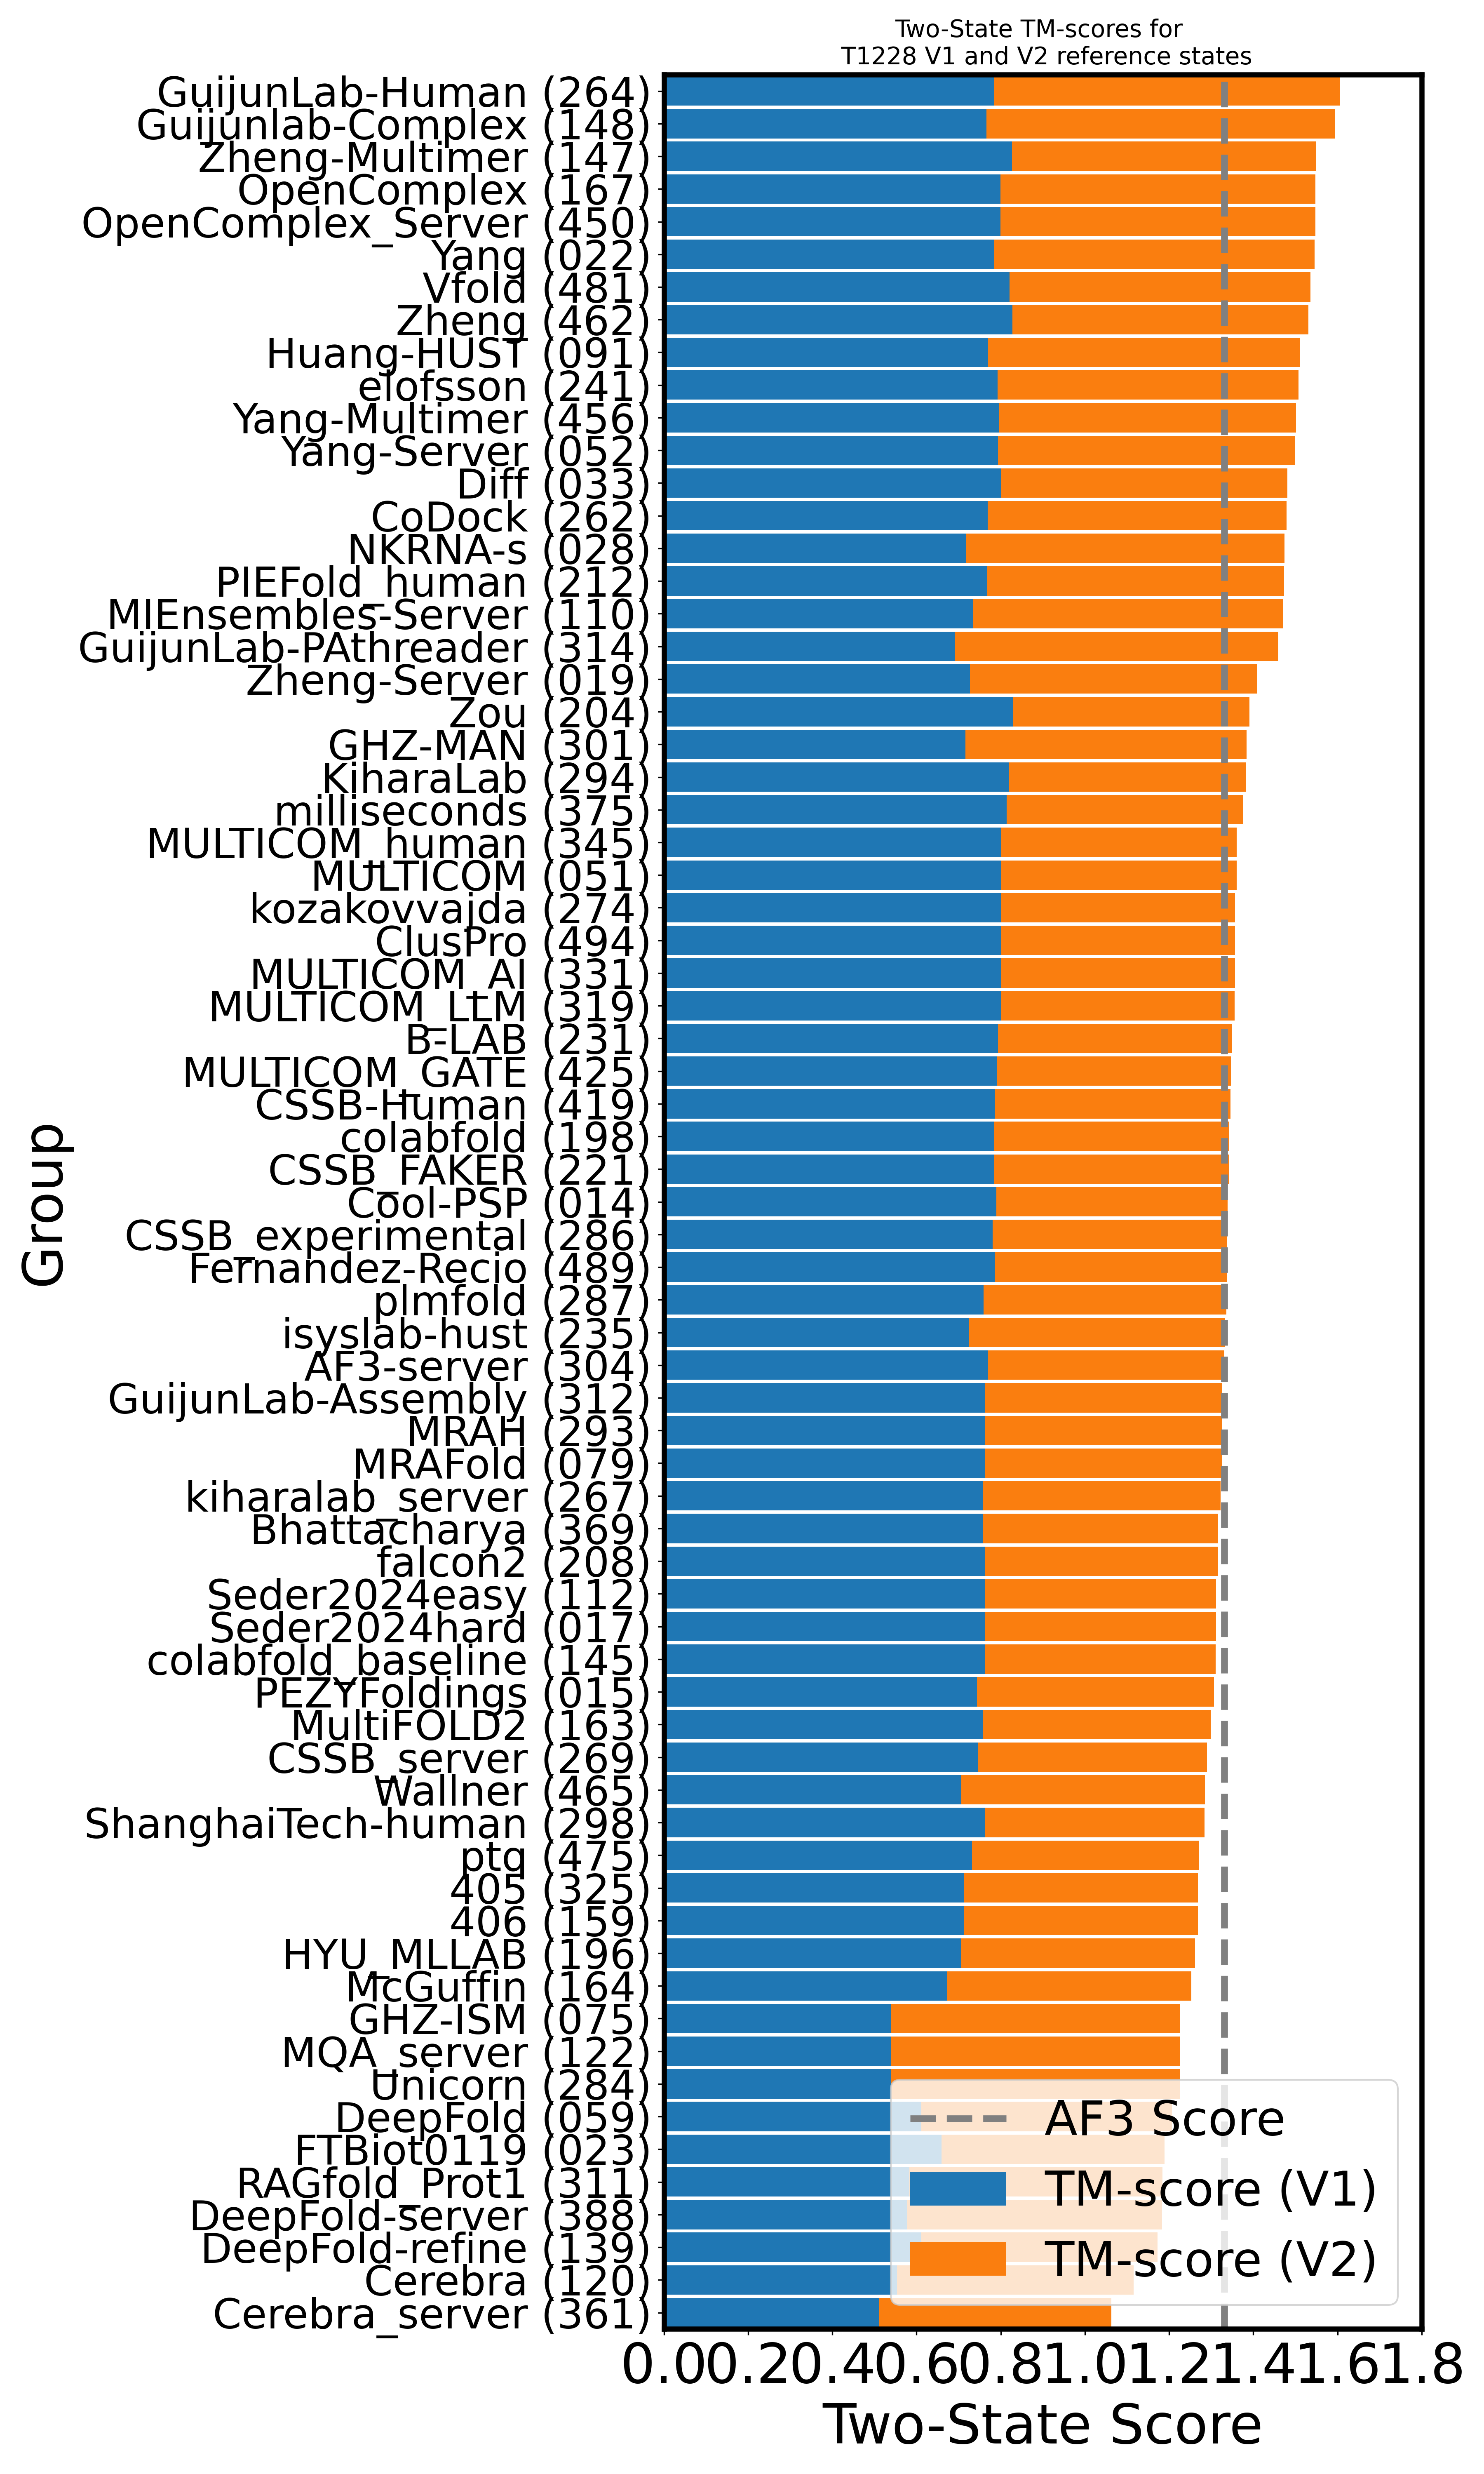 Two-State TM-scores for
T1228 V1 and V2 reference states
GuijunLab-Human (264)
Guijunlab-Complex (148)
Zheng-Multimer (147)
OpenComplex (167)
OpenComplex_Server (450)
Yang (022)
Vfold (481)
Zheng (462)
Huang-HUST (091)
elofsson (241)
Yang-Multimer (456)
Yang-Server (052)
Diff (033)
CoDock (262)
NKRNA-s (028)
PIEFold_human (212)
MIEnsembles-Server (110)
GuijunLab-PAthreader (314)
Zheng-Server (019)
Zou (204)
GHZ-MAN (301)
KiharaLab (294)
milliseconds (375)
MULTICOM_human (345)
MULTICOM (051)
kozakovvajda (274)
ClusPro (494)
MULTICOM_AI (331)
MULTICOM_LLM (319)
B-LAB (231)
MULTICOM_GATE (425)
CSSB-Human (419)
colabfold (198)
CSSB_FAKER (221)
Cool-PSP (014)
CSSB_experimental (286)
Fernandez-Recio (489)
plmfold (287)
isyslab-hust (235)
AF3-server (304)
GuijunLab-Assembly (312)
MRAH (293)
MRAFold (079)
kiharalab_server (267)
Bhattacharya (369)
falcon2 (208)
Seder2024easy (112)
Seder2024hard (017)
colabfold_baseline (145)
PEZYFoldings (015)
MultiFOLD2 (163)
CSSB_server (269)
Wallner (465)
ShanghaiTech-human (298)
ptq (475)
405 (325)
406 (159)
HYU_MLLAB (196)
McGuffin (164)
GHZ-ISM (075)
MQA_server (122)
Unicorn (284)
DeepFold (059)
FTBiot0119 (023)
RAGfold_Prot1 (311)
DeepFold-server (388)
DeepFold-refine (139)
Cerebra (120)
Cerebra_server (361)
Group
AF3 Score
TM-score (V1)
TM-score (V2)
0.0 0.2 0.4 0.6 0.8 1.0 1.2 1.4 1.6 1.8
Two-State Score